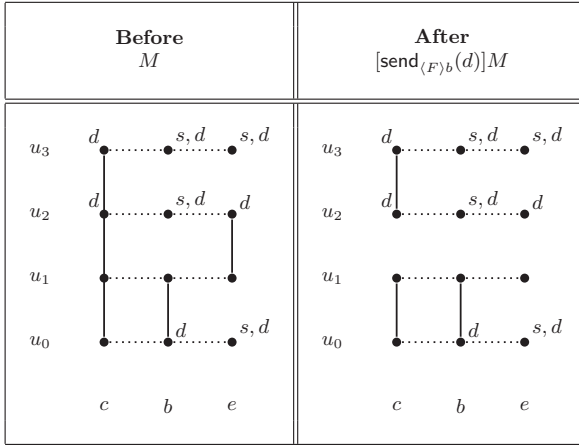 Before After
M [send⟨F⟩b(d)]M
d s, d s, d d s, d s, d
u3 u3
d s, d d d s, d d
u2 u2
u1 u1
d s, d d s, d
u0 u0
c b e c b e